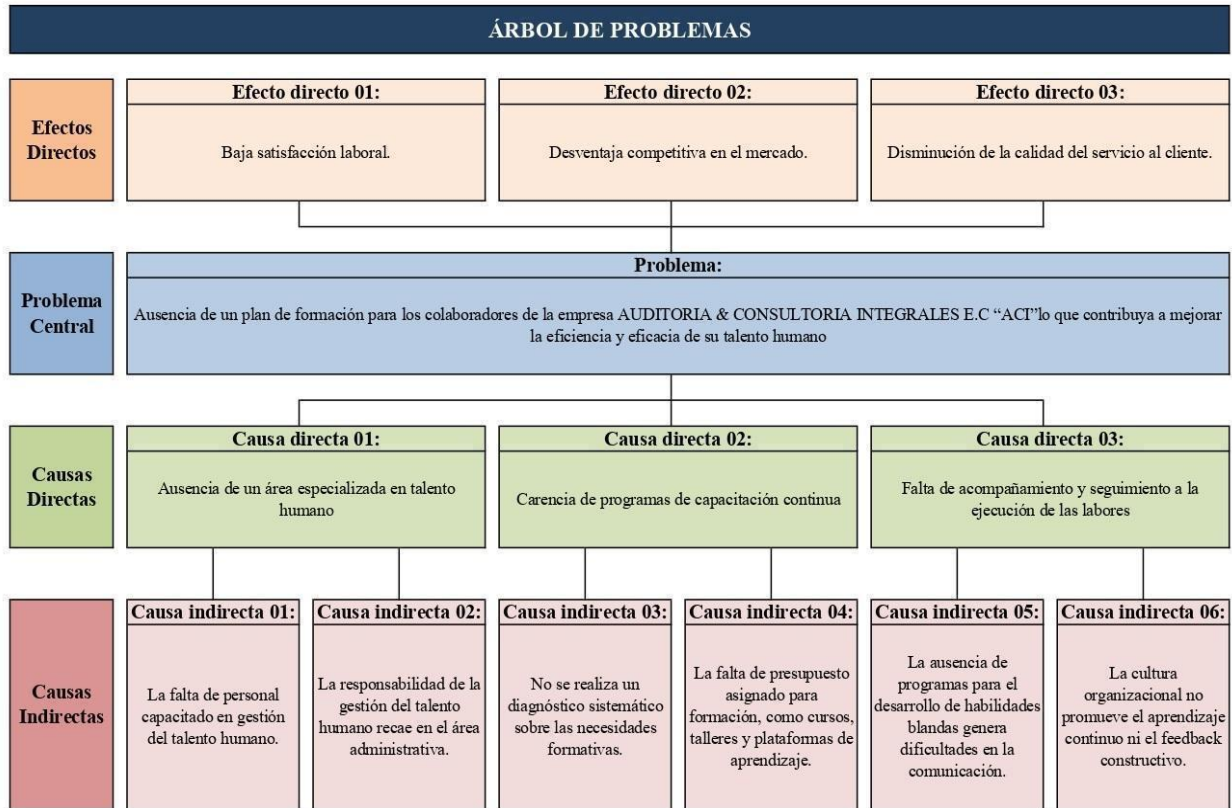 ÁRBOL DE PROBLEMAS
Efectos
Directos
Efecto directo 01:
Baja satisfacción laboral.
Efecto directo 02:
Desventaja competitiva en el mercado.
Efecto directo 03:
Disminución de la calidad del servicio al cliente.
Problema
Central
Problema:
Ausencia de un plan de formación para los colaboradores de la empresa AUDITORIA & CONSULTORIA INTEGRALES E.C “ACI”lo que contribuya a mejorar
la eficiencia y eficacia de su talento humano
Causas
Directas
Causa directa 01:
Ausencia de un área especializada en talento
humano
Causa directa 02:
Carencia de programas de capacitación continua
Causa directa 03:
Falta de acompañamiento y seguimiento a la
ejecución de las labores
Causas
Indirectas
Causa indirecta 01:
La falta de personal
capacitado en gestión
del talento humano.
Causa indirecta 02:
La responsabilidad de la
gestión del talento
humano recae en el área
administrativa.
Causa indirecta 03:
No se realiza un
diagnóstico sistemático
sobre las necesidades
formativas.
Causa indirecta 04:
La falta de presupuesto
asignado para
formación, como cursos,
talleres y plataformas de
aprendizaje.
Causa indirecta 05:
La ausencia de
programas para el
desarrollo de habilidades
blandas genera
dificultades en la
comunicación.
Causa indirecta 06:
La cultura
organizacional no
promueve el aprendizaje
continuo ni el feedback
constructivo.